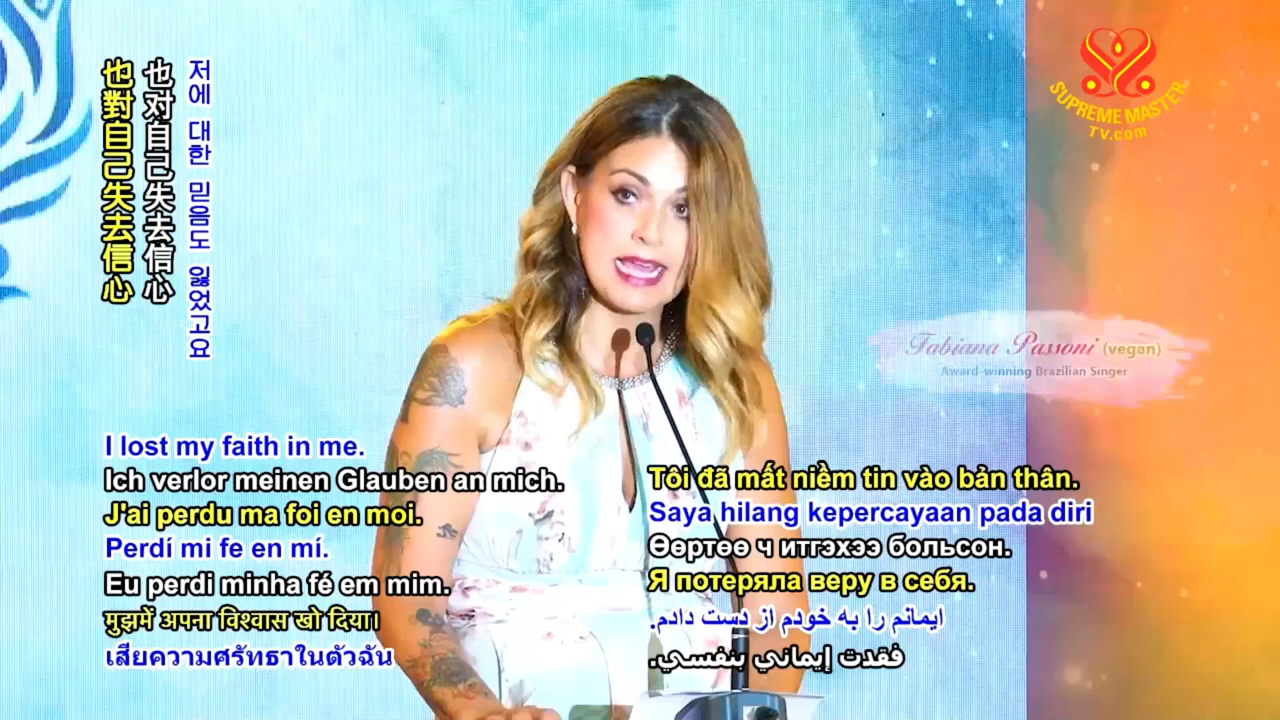 也對自己失去信心
也对自己失去信心
저에 대한 믿음도 잃었고요
SUPREME MASTER
TV.com
Fabiana Passoni (vegan)
Award-winning Brazilian Singer
I lost my faith in me.
Ich verlor meinen Glauben an mich.
J'ai perdu ma foi en moi.
Perdí mi fe en mí.
Eu perdi minha fé em mim.
मुझमें अपना विश्वास खो दिया।
เสียความศรัทธาในตัวฉัน
Tôi đã mất niềm tin vào bản thân.
Saya hilang kepercayaan pada diri
Өөртөө ч итгэхээ больсон.
Я потеряла веру в себя.
ایمانم را به خودم از دست دادم.
فقدت إيماني بنفسي.